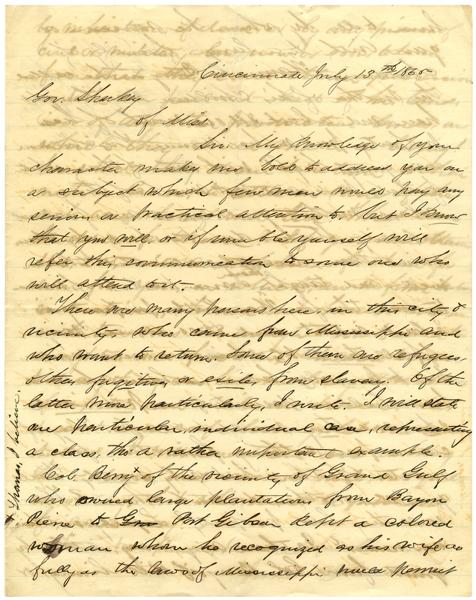 Cincinnati July 13th 1865
Gov. Sharkey
of Miss
Sir. My knowledge of your
character makes me bold to address you on
a subject which few men would pay any
serious or practical attention to, but I know
that you will, or if unable yourself will
refer this communication to some one who
will attend to it.
There are many persons here, in this city &
vicinity, who came from Mississippi and
who want to return. Some of them are refugees
others fugitives or exiles from slavery. Of the
latter more particularly, I write. I will state
one particular, individual case, representing
a class, tho a rather important example.
Col. Berry x of the vicinity of Grand Gulf
who owned large plantations from Bayou
Pierre to Gra Port Gibson kept a colored
woman whom he recognized as his wife as
fully as the laws of Mississippi would permit
x Thomas, I believe